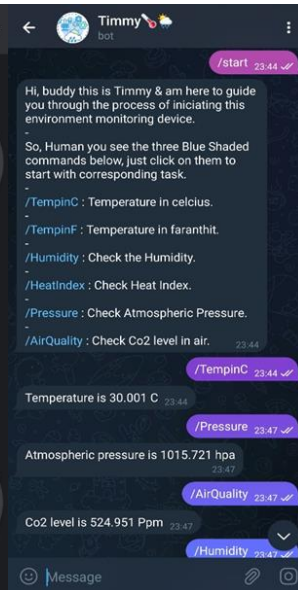 Timmy
bot
/start 23:44
Hi, buddy this is Timmy & am here to guide
you through the process of iniciating this
environment monitoring device.
-
So, Human you see the three Blue Shaded
commands below, just click on them to
start with corresponding task.
-
/TempinC : Temperature in celcius.
-
/TempinF : Temperature in faranthit.
-
/Humidity : Check the Humidity.
-
/HeatIndex : Check Heat Index.
-
/Pressure : Check Atmospheric Pressure.
-
/AirQuality : Check Co2 level in air. 23:44
/TempinC 23:44
Temperature is 30.001 C 23:44
/Pressure 23:47
Atmospheric pressure is 1015.721 hpa
23:47
/AirQuality 23:47
Co2 level is 524.951 Ppm 23:47
/Humidity 23:47
Message